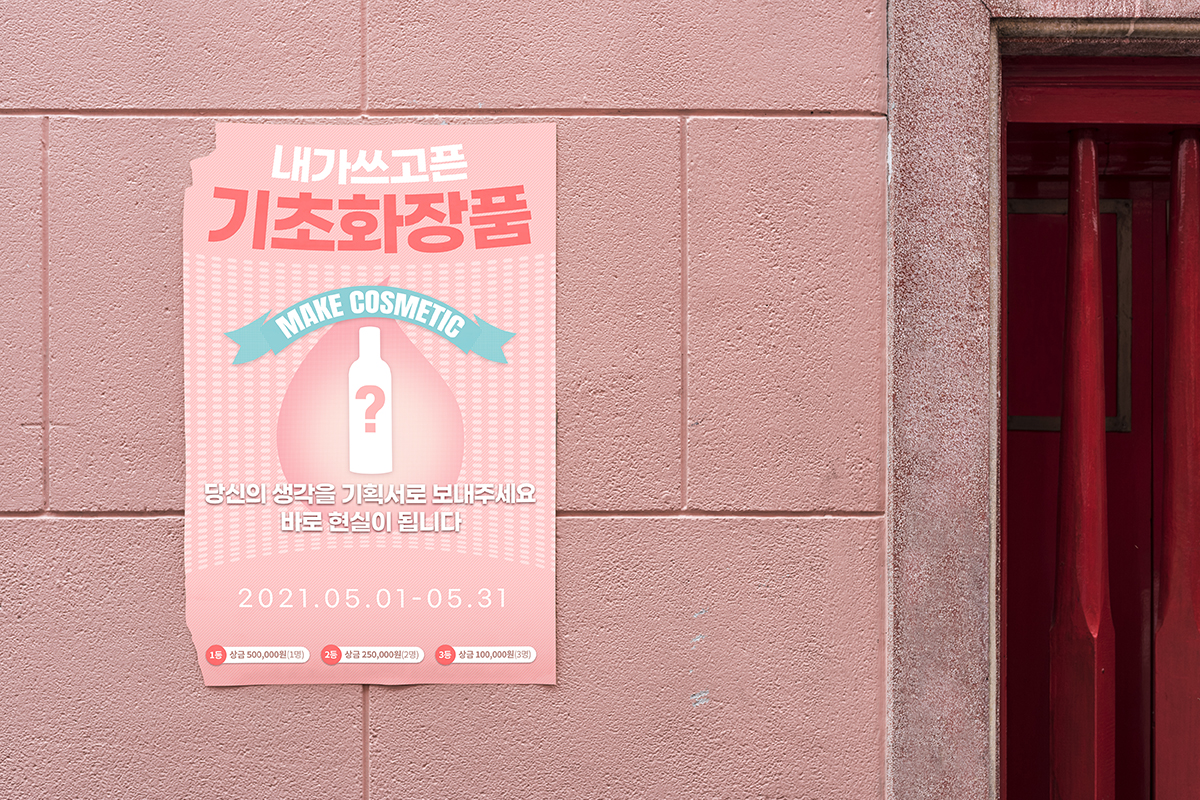 내가쓰고픈
기초화장품
MAKE COSMETIC
?
당신의 생각을 기획서로 보내주세요
바로 현실이 됩니다
2021.05.01-05.31
1등 상금 500,000원(1명) 2등 상금 250,000원(2명) 3등 상금 100,000원(3명)